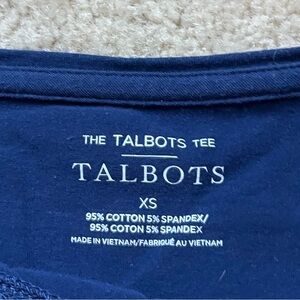 THE TALBOTS TEE
TALBOTS
XS
95% COTTON 5% SPANDEX/
95% COTON 5% SPANDEX
MADE IN VIETNAM/FABRIQUÉ AU VIETNAM